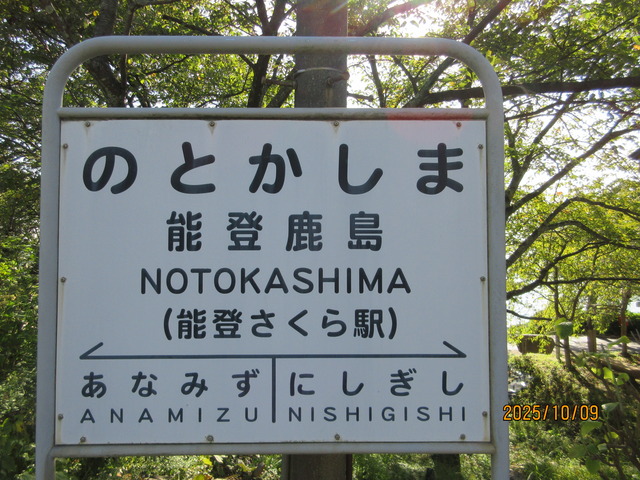 のとかしま
能登鹿島
NOTOKASHIMA
(能登さくら駅)
あなみず にしぎし
ANAMIZU NISHIGISHI
2025/10/09